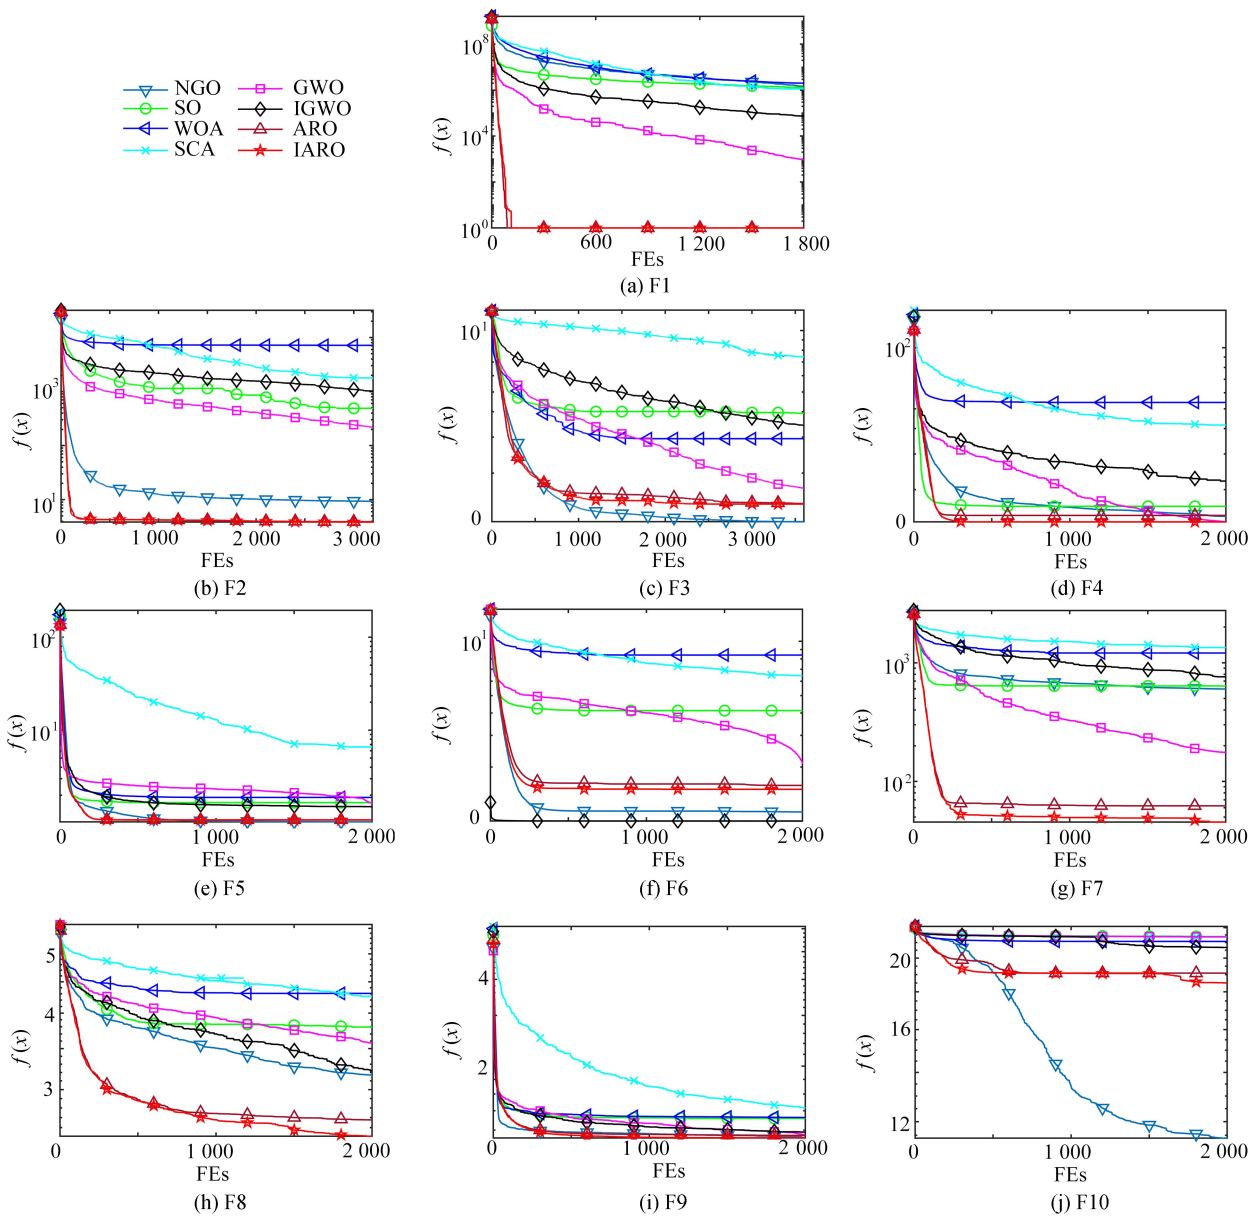 NGO
SO
WOA
SCA
GWO
IGWO
ARO
IARO
f (x)
10^8
10^4
10^0
0 600 1 200 1 800
FEs
(a) F1
f (x)
10^3
10^1
0 1 000 2 000 3 000
FEs
(b) F2
f (x)
10^1
0
0 1 000 2 000 3 000
FEs
(c) F3
f (x)
10^2
0
0 1 000 2 000
FEs
(d) F4
f (x)
10^2
10^1
0 1 000 2 000
FEs
(e) F5
f (x)
10^1
0
0 1 000 2 000
FEs
(f) F6
f (x)
10^3
10^2
0 1 000 2 000
FEs
(g) F7
f (x)
5
4
3
0 1 000 2 000
FEs
(h) F8
f (x)
4
2
0 1 000 2 000
FEs
(i) F9
f (x)
20
16
12
0 1 000 2 000
FEs
(j) F10